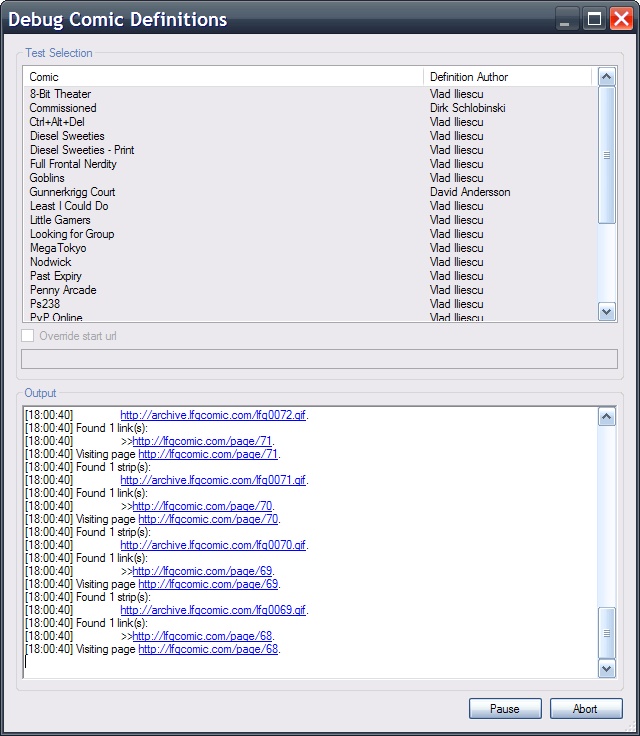 Debug Comic Definitions
Test Selection
Comic Definition Author
8-Bit Theater Vlad Iliescu
Commissioned Dirk Schlobinski
Ctrl+Alt+Del Vlad Iliescu
Diesel Sweeties Vlad Iliescu
Diesel Sweeties - Print Vlad Iliescu
Full Frontal Nerdity Vlad Iliescu
Goblins Vlad Iliescu
Gunnerkrigg Court David Andersson
Least I Could Do Vlad Iliescu
Little Gamers Vlad Iliescu
Looking for Group Vlad Iliescu
MegaTokyo Vlad Iliescu
Nodwick Vlad Iliescu
Past Expiry Vlad Iliescu
Penny Arcade Vlad Iliescu
Ps238 Vlad Iliescu
PvP Online Vlad Iliescu
Override start url
Output
[18:00:40] http://archive.lfgcomic.com/lfg0072.gif.
[18:00:40] Found 1 link(s):
[18:00:40] >>http://lfgcomic.com/page/71.
[18:00:40] Visiting page http://lfgcomic.com/page/71.
[18:00:40] Found 1 strip(s):
[18:00:40] http://archive.lfgcomic.com/lfg0071.gif.
[18:00:40] Found 1 link(s):
[18:00:40] >>http://lfgcomic.com/page/70.
[18:00:40] Visiting page http://lfgcomic.com/page/70.
[18:00:40] Found 1 strip(s):
[18:00:40] http://archive.lfgcomic.com/lfg0070.gif.
[18:00:40] Found 1 link(s):
[18:00:40] >>http://lfgcomic.com/page/69.
[18:00:40] Visiting page http://lfgcomic.com/page/69.
[18:00:40] Found 1 strip(s):
[18:00:40] http://archive.lfgcomic.com/lfg0069.gif.
[18:00:40] Found 1 link(s):
[18:00:40] >>http://lfgcomic.com/page/68.
[18:00:40] Visiting page http://lfgcomic.com/page/68.
Pause Abort